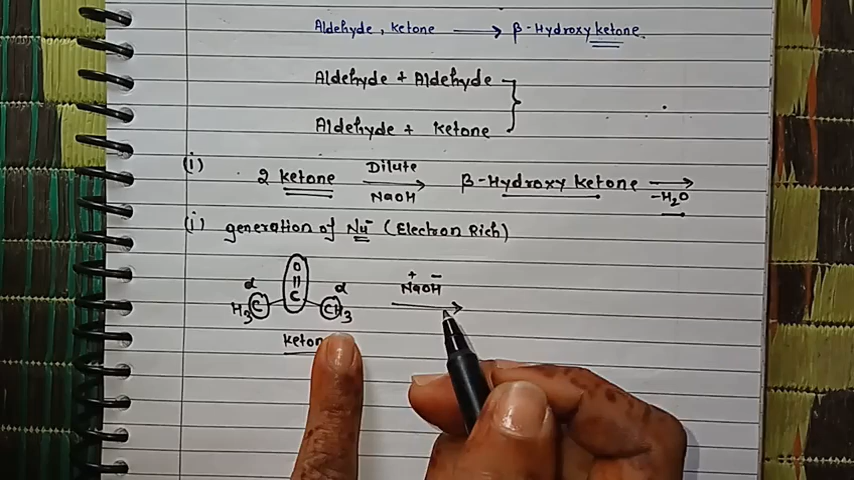 Aldehyde, ketone → β-Hydroxy ketone.
Aldehyde + Aldehyde
Aldehyde + ketone
(i) 2 ketone Dilute NaOH → β-Hydroxy ketone → -H₂O
(i) generation of Nu⁻ (Electron Rich)
O
α || α + -
H₃C C CH₃ NaOH →